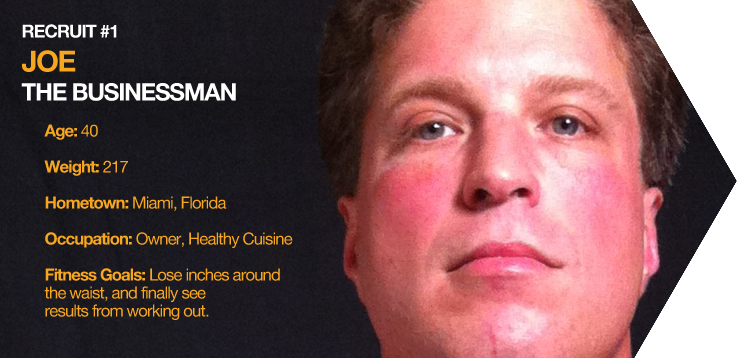 RECRUIT #1
JOE
THE BUSINESSMAN
Age: 40
Weight: 217
Hometown: Miami, Florida
Occupation: Owner, Healthy Cuisine
Fitness Goals: Lose inches around
the waist, and finally see
results from working out.